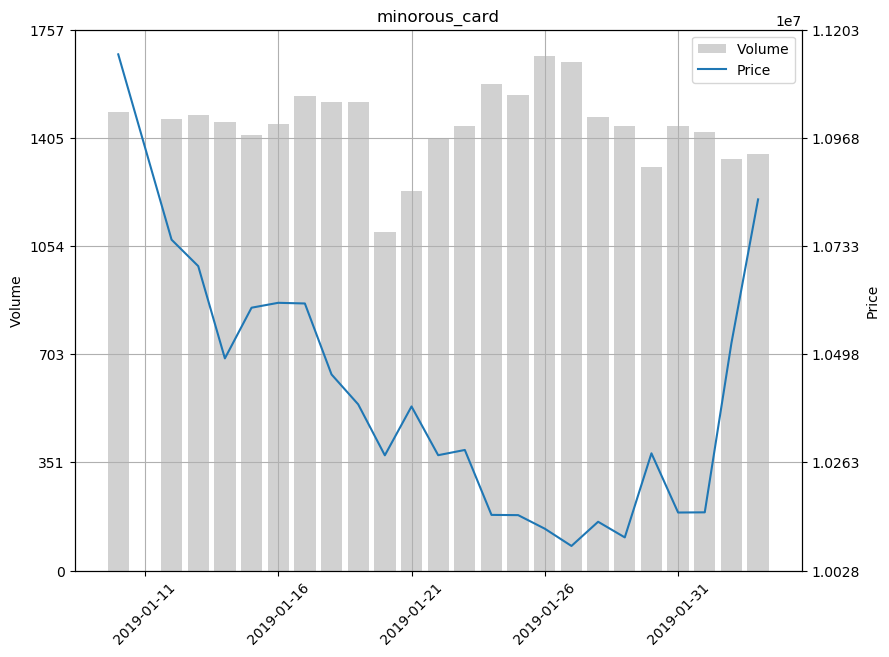 minorous_card
1e7
1757
1405
1054
703
351
0
Volume
1.1203
1.0968
1.0733
1.0498
1.0263
1.0028
Price
Volume
Price
2019-01-11
2019-01-16
2019-01-21
2019-01-26
2019-01-31